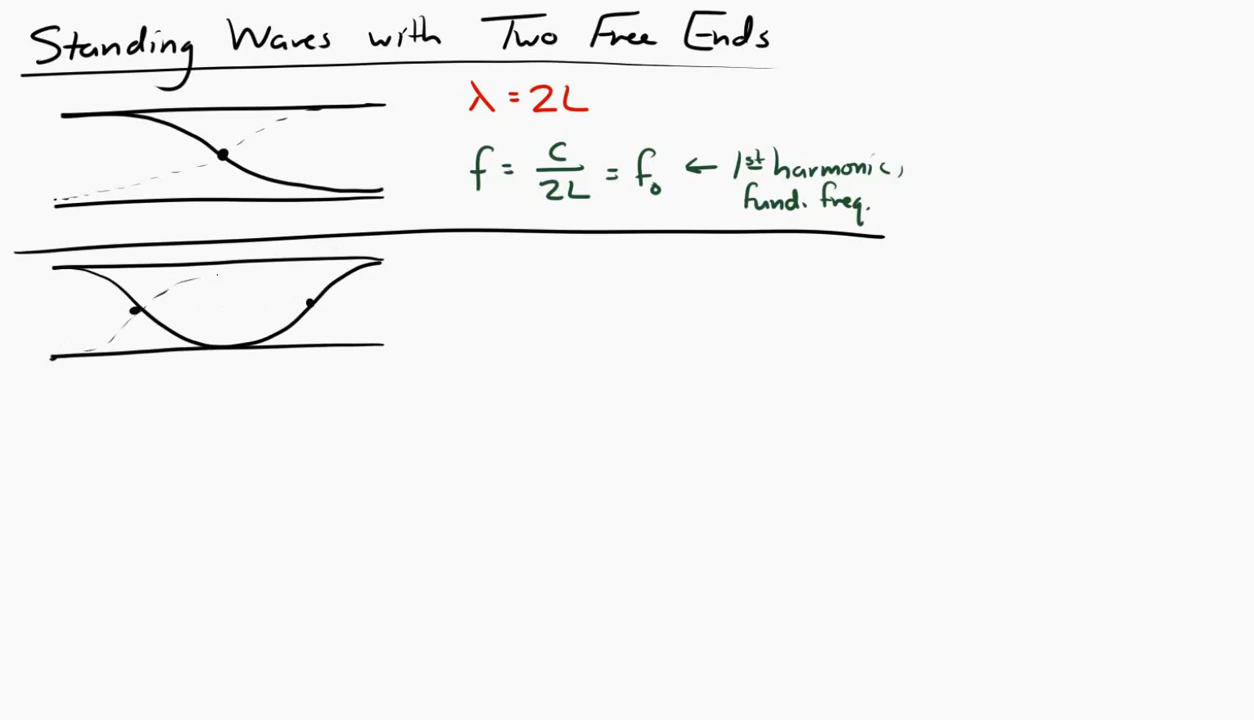 Standing Waves with Two Free Ends
λ = 2L
f = c/2L = f₀ ← 1st harmonic,
fund. freq.